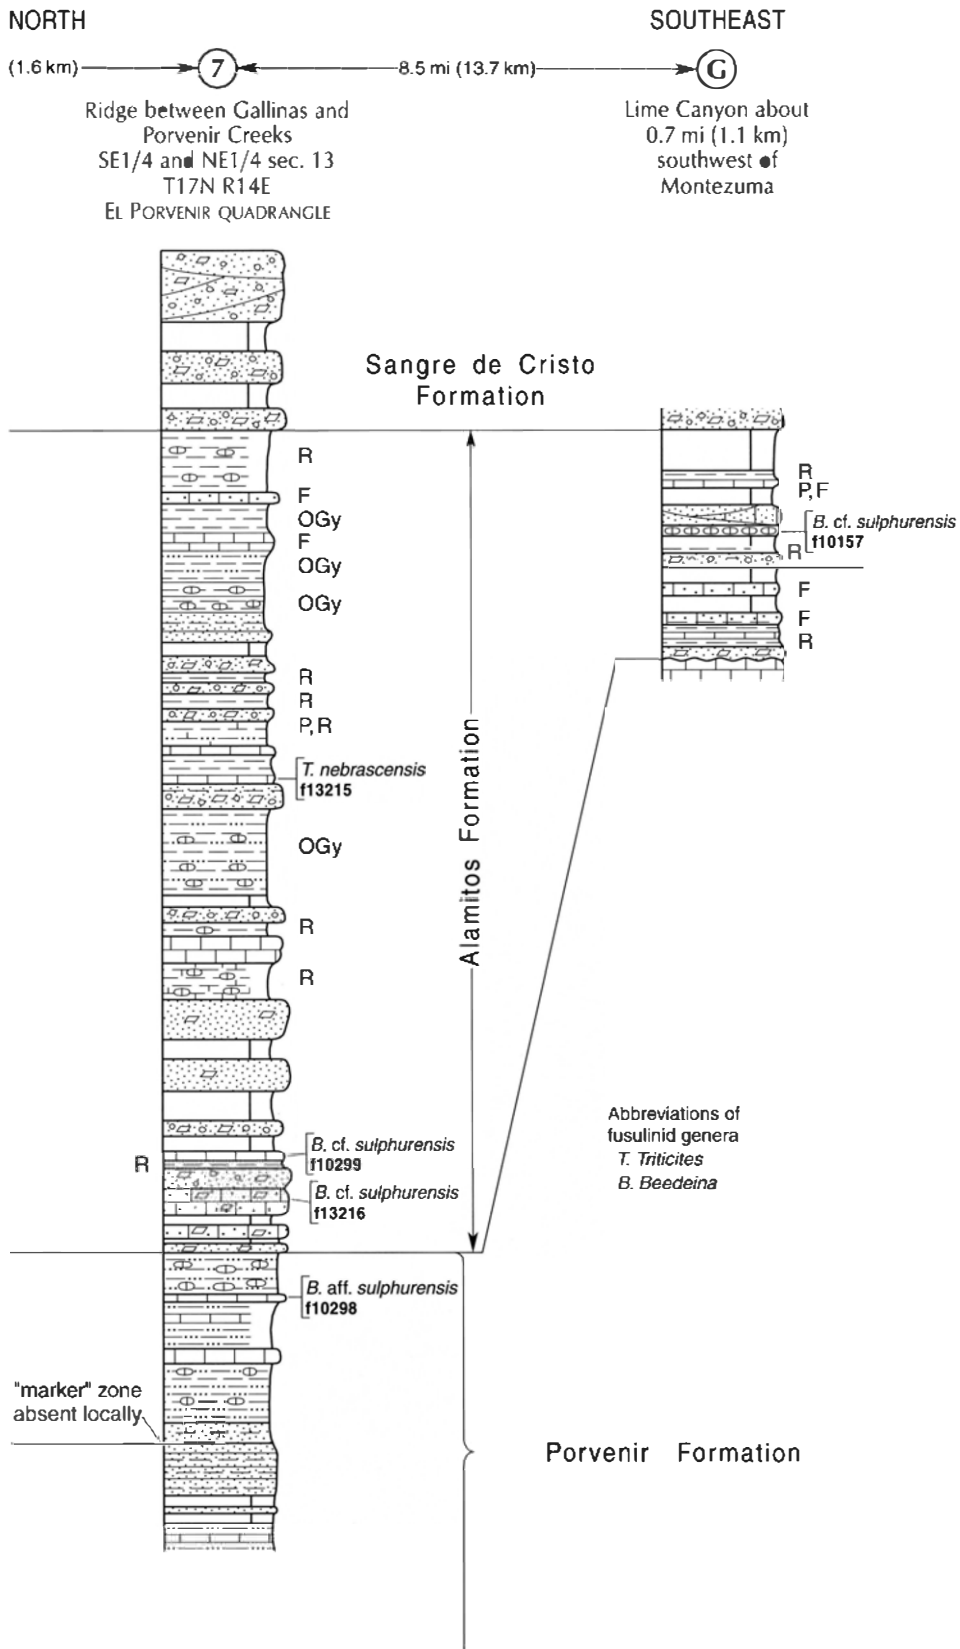 NORTH
SOUTHEAST
(1.6 km)
7
8.5 mi (13.7 km)
G
Ridge between Gallinas and
Porvenir Creeks
SE1/4 and NE1/4 sec. 13
T17N R14E
EL PORVENIR QUADRANGLE
Lime Canyon about
0.7 mi (1.1 km)
southwest of
Montezuma
Sangre de Cristo
Formation
R
F
OGy
F
OGy
OGy
R
R
P, R
T. nebrascensis
f13215
OGy
R
R
R
B. cf. sulphurensis
f10299
B. cf. sulphurensis
f13216
B. aff. sulphurensis
f10298
"marker" zone
absent locally
Alamitos Formation
R
P, F
B. cf. sulphurensis
f10157
R
F
F
R
Abbreviations of
fusulinid genera
T. Triticites
B. Beedeina
Porvenir Formation